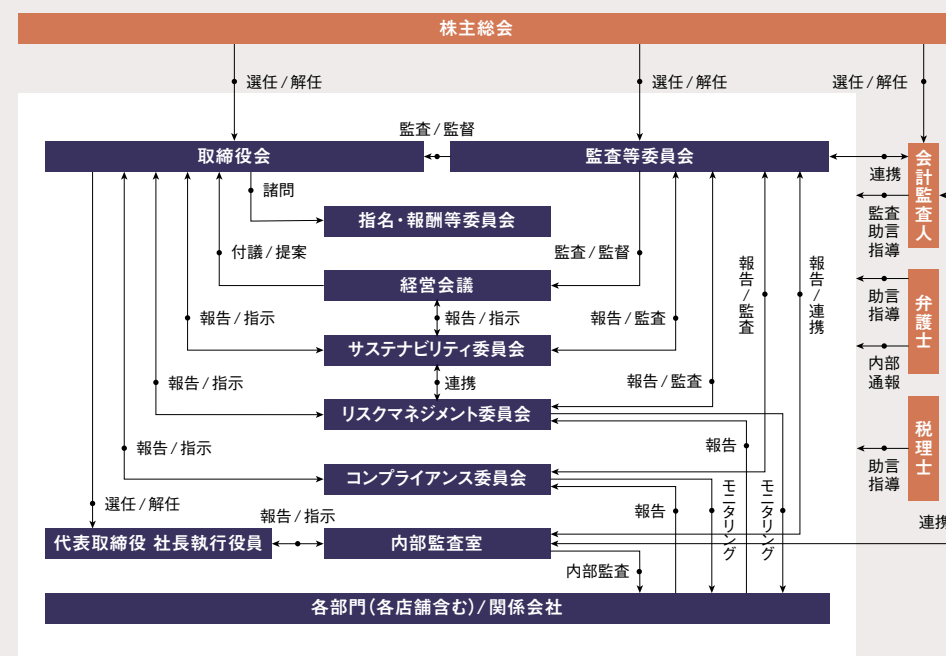 株主総会
選任/解任
選任/解任
選任/解任
監査/監督
取締役会
監査等委員会
会計監査人
連携
諮問
指名・報酬等委員会
監査
助言
指導
付議/提案
監査/監督
経営会議
報告/監査
報告/連携
弁護士
助言
指導
報告/指示
報告/指示
報告/監査
サステナビリティ委員会
内部
通報
報告/指示
連携
報告/監査
リスクマネジメント委員会
税理士
報告/指示
報告
助言
指導
コンプライアンス委員会
モニタリング
モニタリング
選任/解任
報告
報告/指示
連携
代表取締役 社長執行役員
内部監査室
内部監査
各部門(各店舗含む)/関係会社